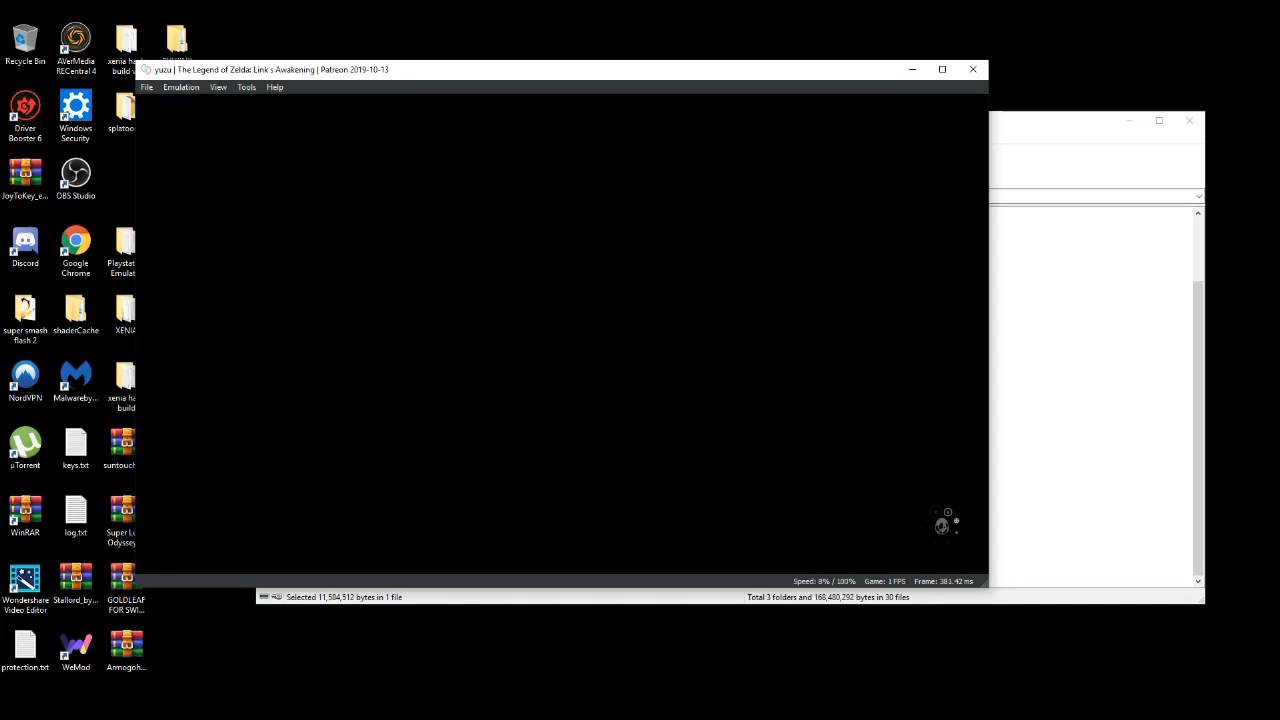 yuzu | The Legend of Zelda: Link's Awakening | Patreon 2019-10-13
File Emulation View Tools Help
Recycle Bin
AVerMedia
RECentral 4
xenia
build
Driver
Booster 6
Windows
Security
splatoo
JoyToKey_e...
OBS Studio
Discord
Google
Chrome
Playstat
Emulat
super smash
flash 2
shaderCache
XENIA
NordVPN
Malwareby...
xenia
build
µTorrent
keys.txt
suntouch
WinRAR
log.txt
Super Lu
Odyssey
Wondershare
Video Editor
Stallord_by...
GOLDLEAF
FOR SWI...
protection.txt
WeMod
Armogoh...
Speed: 8% / 100% Game: 1 FPS Frame: 381.42 ms
Selected 11,584,512 bytes in 1 file
Total 3 folders and 168,480,292 bytes in 30 files